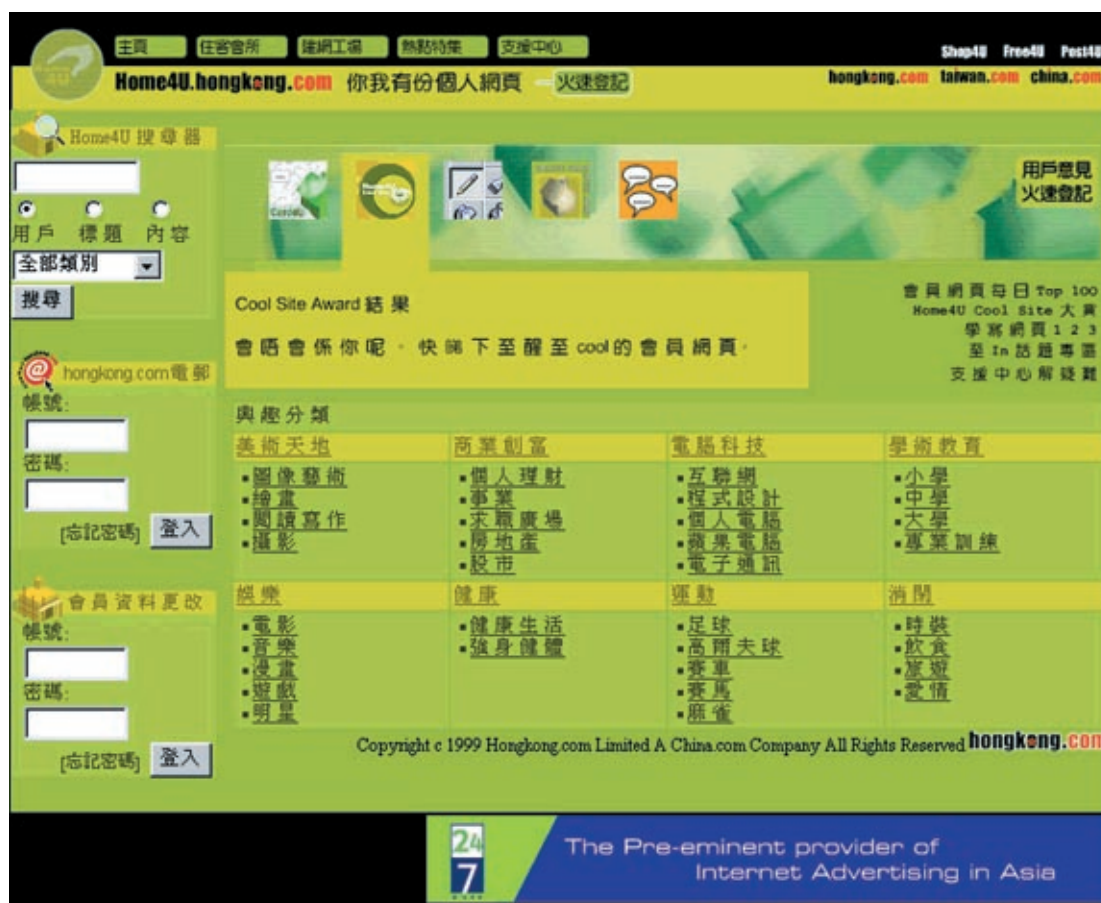 主頁 住客會所 建網工場 熱點特集 支援中心
Shop4U Free4U Post4U
Home4U.hongkong.com 你我有份個人網頁 火速登記
hongkong.com taiwan.com china.com
Home4U 搜尋器
用戶 標題 內容
全部類別
搜尋
用戶意見
火速登記
Cool Site Award 結果
會唔會係你呢。快睇下至醒至cool的會員網頁。
會員網頁每日Top 100
Home4U Cool Site大賞
學寫網頁123
至In話題專區
支援中心解疑難
hongkong.com電郵
帳號:
密碼:
[忘記密碼] 登入
會員資料更改
帳號:
密碼:
[忘記密碼] 登入
興趣分類
美術天地 商業創富 電腦科技 學術教育
▪圖像藝術 ▪個人理財 ▪互聯網 ▪小學
▪繪畫 ▪事業 ▪程式設計 ▪中學
▪閱讀寫作 ▪求職廣場 ▪個人電腦 ▪大學
▪攝影 ▪房地產 ▪蘋果電腦 ▪專業訓練
▪股市 ▪電子通訊
娛樂 健康 運動 消閒
▪電影 ▪健康生活 ▪足球 ▪時裝
▪音樂 ▪強身健體 ▪高爾夫球 ▪飲食
▪漫畫 ▪賽車 ▪旅遊
▪遊戲 ▪賽馬 ▪愛情
▪明星 ▪麻雀
Copyright c 1999 Hongkong.com Limited A China.com Company All Rights Reserved hongkong.com
24
7
The Pre-eminent provider of
Internet Advertising in Asia